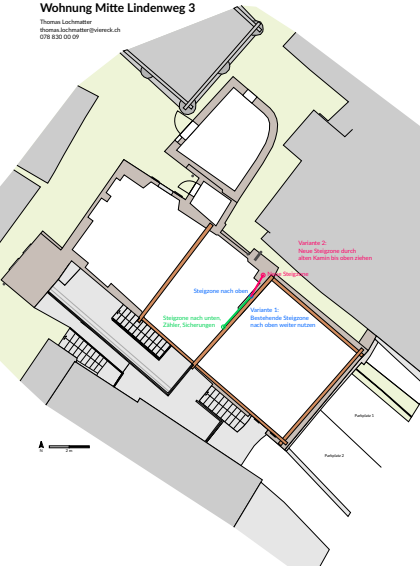 Wohnung Mitte Lindenweg 3
Thomas Lochmatter
thomas.lochmatter@viereck.ch
078 830 00 09
Variante 2:
Neue Steigzone durch
alten Kamin bis oben ziehen
Neue Steigzone
Steigzone nach oben
Variante 1:
Bestehende Steigzone
nach oben weiter nutzen
Steigzone nach unten,
Zähler, Sicherungen
Parkplatz 1
Parkplatz 2
N
2 m